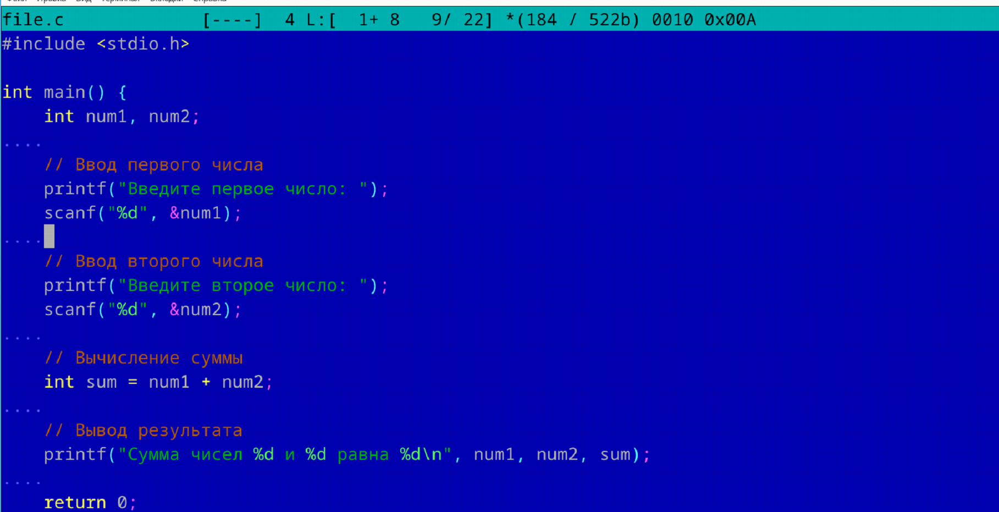 file.c [----] 4 L:[ 1+ 8 9/ 22] *(184 / 522b) 0010 0x00A
#include <stdio.h>
int main() {
    int num1, num2;
....
    // Ввод первого числа
    printf("Введите первое число: ");
    scanf("%d", &num1);
....
    // Ввод второго числа
    printf("Введите второе число: ");
    scanf("%d", &num2);
....
    // Вычисление суммы
    int sum = num1 + num2;
....
    // Вывод результата
    printf("Сумма чисел %d и %d равна %d\n", num1, num2, sum);
....
    return 0;